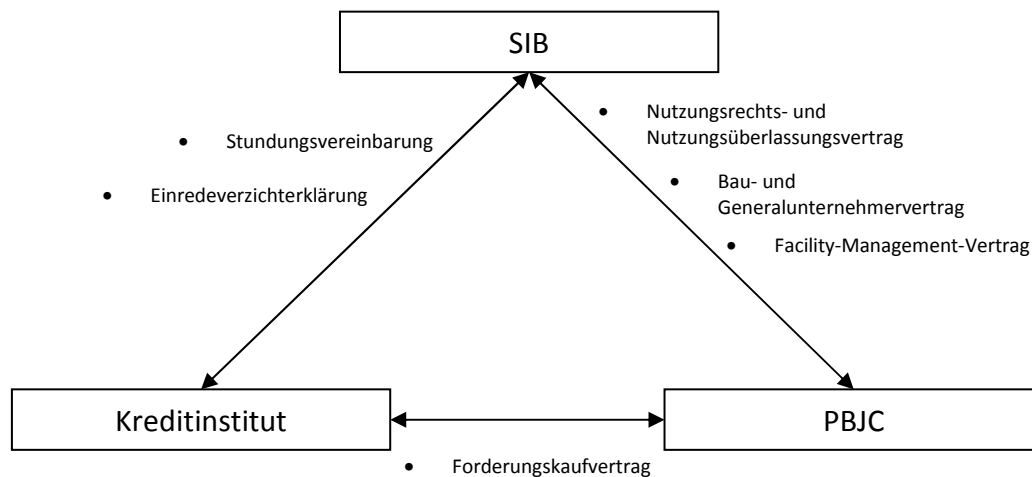 SIB
• Stundungsvereinbarung
• Einredeverzichterklärung
• Nutzungsrechts- und
Nutzungsüberlassungsvertrag
• Bau- und
Generalunternehmervertrag
• Facility-Management-Vertrag
Kreditinstitut
PBJC
• Forderungskaufvertrag